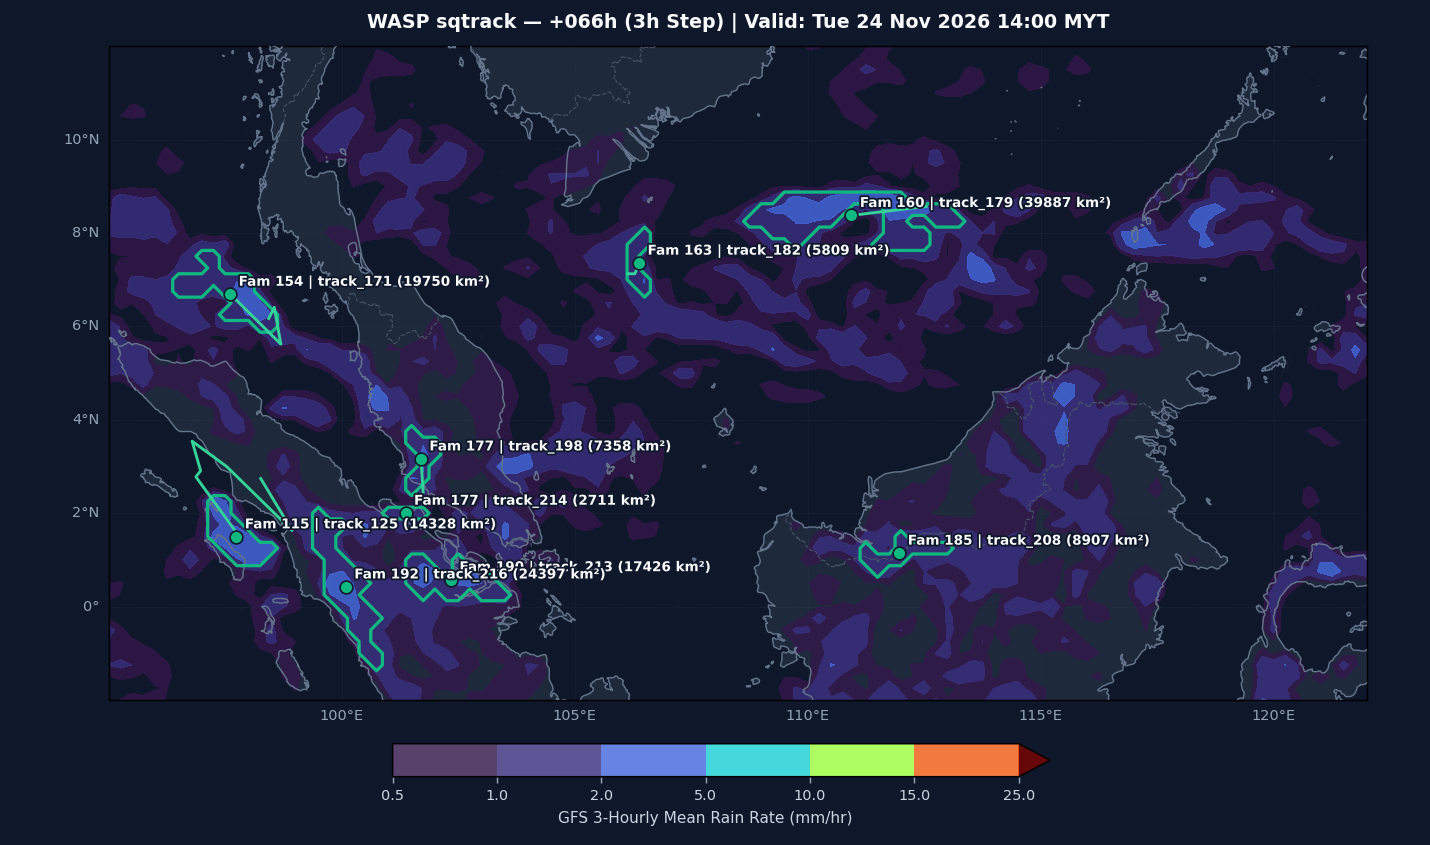 WASP sqtrack — +066h (3h Step) | Valid: Tue 24 Nov 2026 14:00 MYT
10°N
8°N
6°N
4°N
2°N
0°
Fam 160 | track_179 (39887 km²)
Fam 163 | track_182 (5809 km²)
Fam 154 | track_171 (19750 km²)
Fam 177 | track_198 (7358 km²)
Fam 177 | track_214 (2711 km²)
Fam 115 | track_125 (14328 km²)
Fam 185 | track_208 (8907 km²)
Fam 190 | track_213 (17426 km²)
Fam 192 | track_216 (24397 km²)
100°E
105°E
110°E
115°E
120°E
0.5
1.0
2.0
5.0
10.0
15.0
25.0
GFS 3-Hourly Mean Rain Rate (mm/hr)